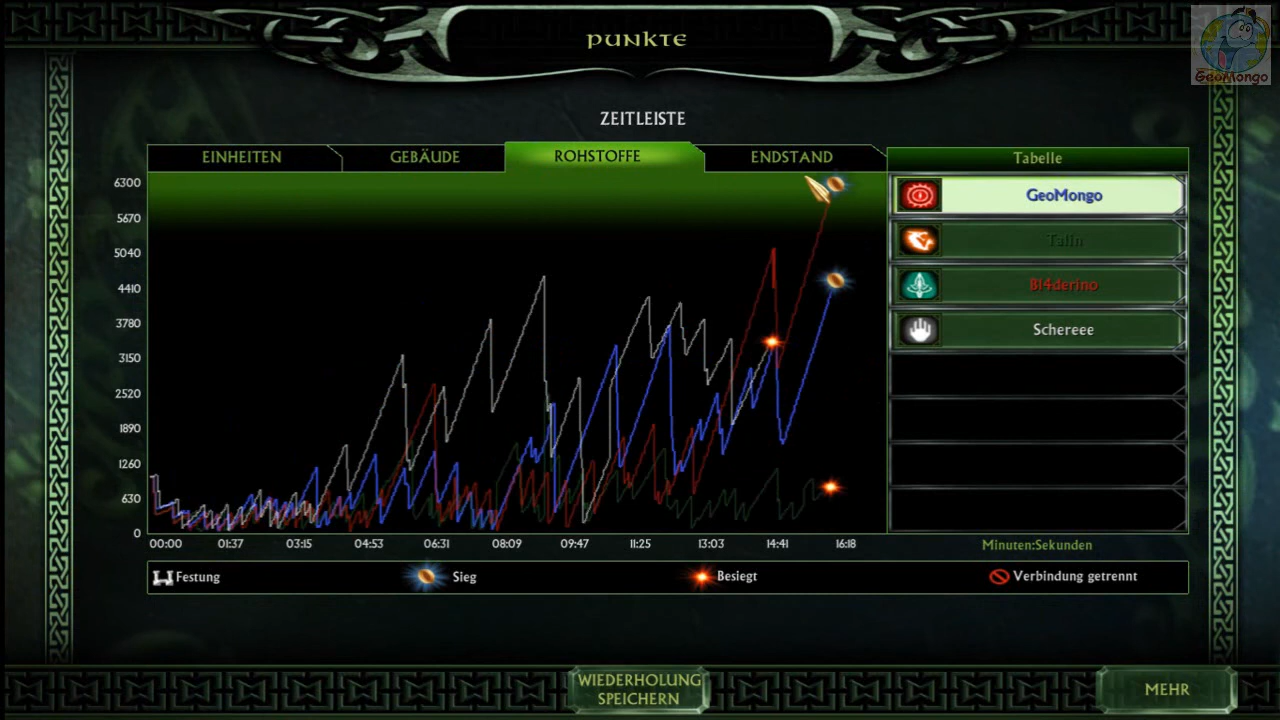 PUNKTE
GeoMongo
ZEITLEISTE
EINHEITEN
GEBÄUDE
ROHSTOFFE
ENDSTAND
Tabelle
6300
5670
5040
4410
3780
3150
2520
1890
1260
630
0
GeoMongo
Talin
Bl4derino
Schereee
00:00
01:37
03:15
04:53
06:31
08:09
09:47
11:25
13:03
14:41
16:18
Minuten:Sekunden
Festung
Sieg
Besiegt
Verbindung getrennt
WIEDERHOLUNG
SPEICHERN
MEHR